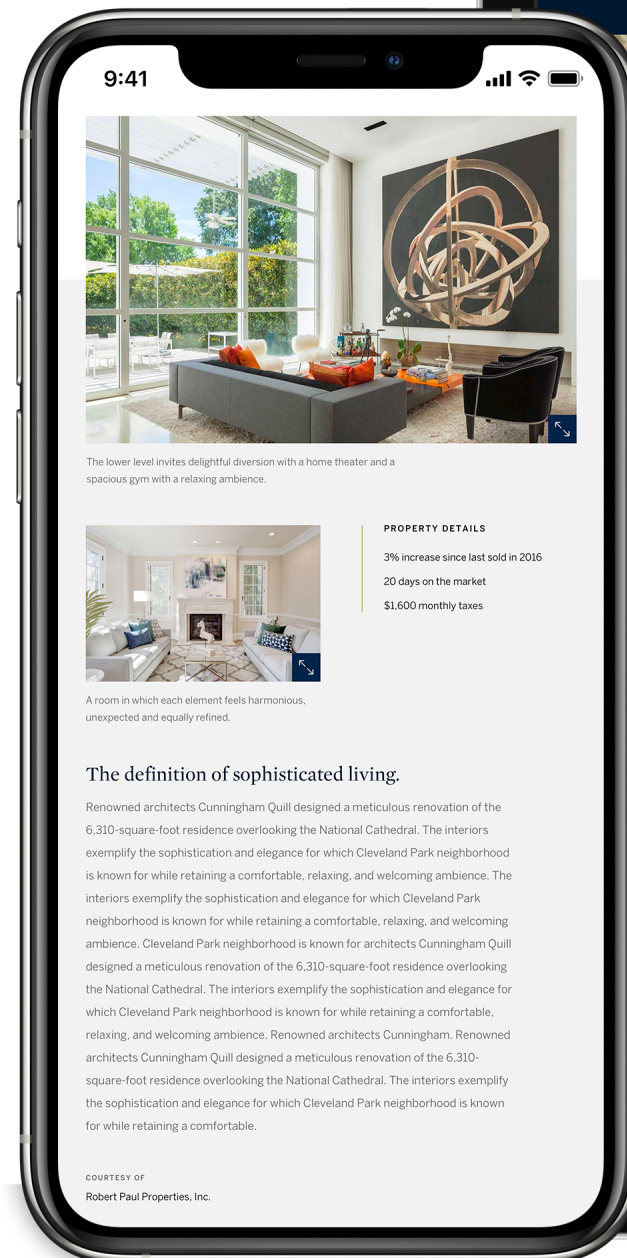 9:41
The lower level invites delightful diversion with a home theater and a
spacious gym with a relaxing ambience.
A room in which each element feels harmonious,
unexpected and equally refined.
PROPERTY DETAILS
3% increase since last sold in 2016
20 days on the market
$1,600 monthly taxes
The definition of sophisticated living.
Renowned architects Cunningham Quill designed a meticulous renovation of the
6,310-square-foot residence overlooking the National Cathedral. The interiors
exemplify the sophistication and elegance for which Cleveland Park neighborhood
is known for while retaining a comfortable, relaxing, and welcoming ambience. The
interiors exemplify the sophistication and elegance for which Cleveland Park
neighborhood is known for while retaining a comfortable, relaxing, and welcoming
ambience. Cleveland Park neighborhood is known for architects Cunningham Quill
designed a meticulous renovation of the 6,310-square-foot residence overlooking
the National Cathedral. The interiors exemplify the sophistication and elegance for
which Cleveland Park neighborhood is known for while retaining a comfortable,
relaxing, and welcoming ambience. Renowned architects Cunningham. Renowned
architects Cunningham Quill designed a meticulous renovation of the 6,310-
square-foot residence overlooking the National Cathedral. The interiors exemplify
the sophistication and elegance for which Cleveland Park neighborhood is known
for while retaining a comfortable.
COURTESY OF
Robert Paul Properties, Inc.